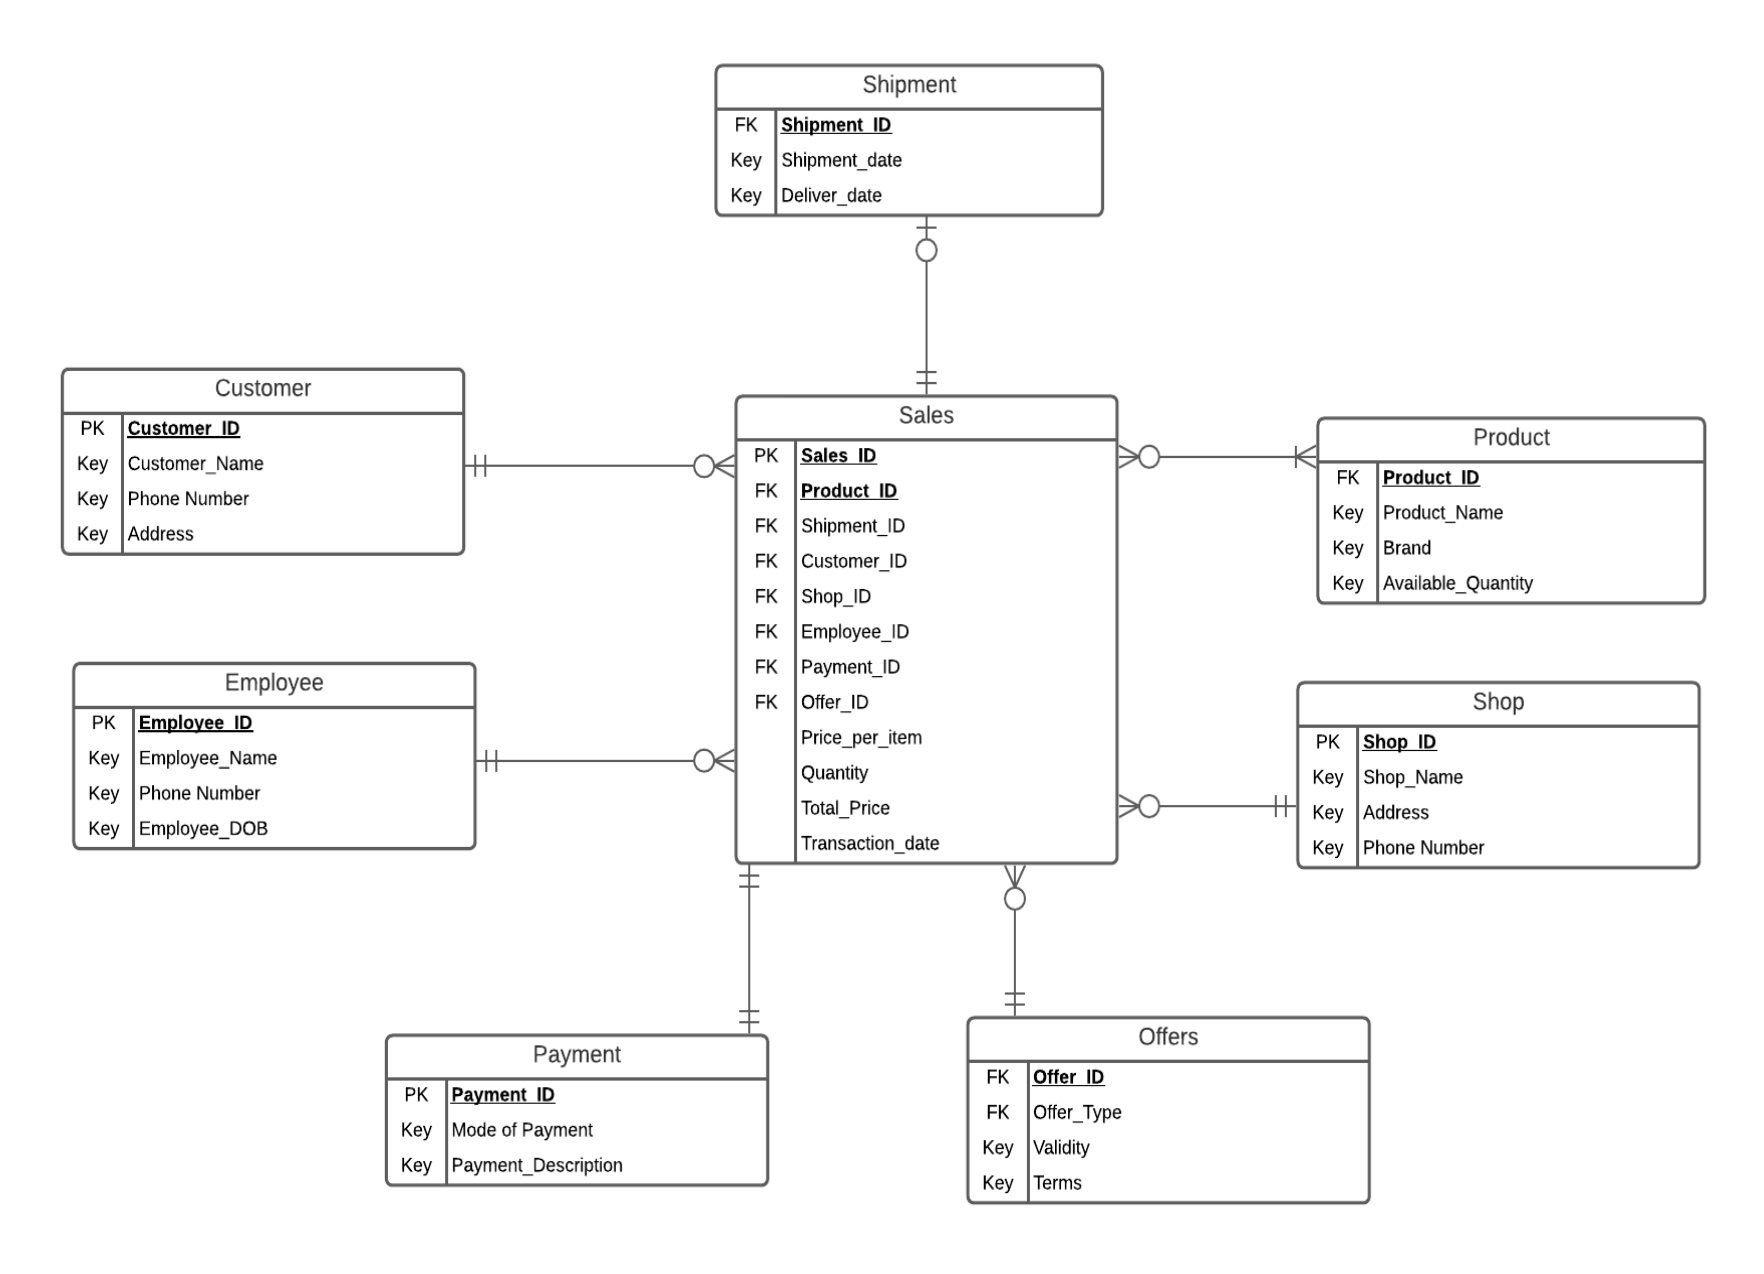 Shipment
FK Shipment_ID
Key Shipment_date
Key Deliver_date
Customer
PK Customer_ID
Key Customer_Name
Key Phone Number
Key Address
Sales
PK Sales_ID
FK Product_ID
FK Shipment_ID
FK Customer_ID
FK Shop_ID
FK Employee_ID
FK Payment_ID
FK Offer_ID
Price_per_item
Quantity
Total_Price
Transaction_date
Product
FK Product_ID
Key Product_Name
Key Brand
Key Available_Quantity
Employee
PK Employee_ID
Key Employee_Name
Key Phone Number
Key Employee_DOB
Shop
PK Shop_ID
Key Shop_Name
Key Address
Key Phone Number
Payment
PK Payment_ID
Key Mode of Payment
Key Payment_Description
Offers
FK Offer_ID
FK Offer_Type
Key Validity
Key Terms